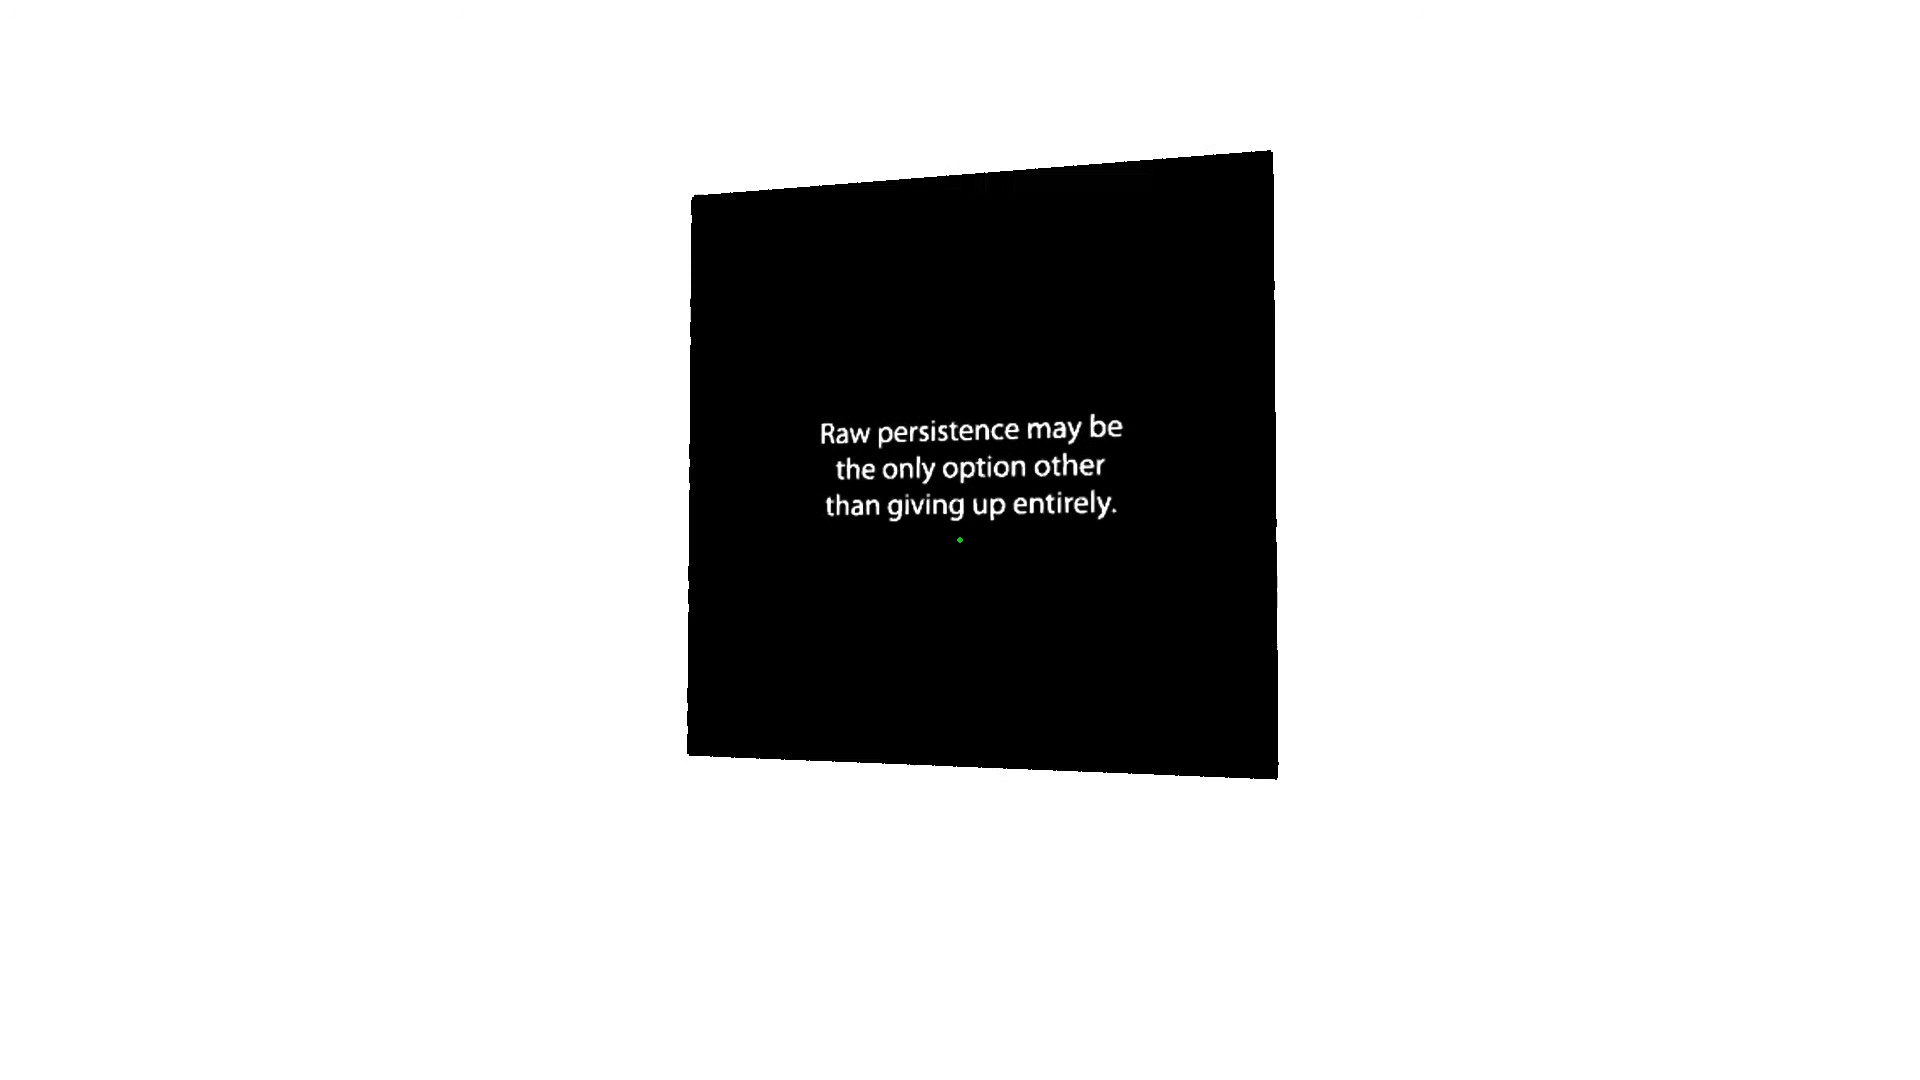 Raw persistence may be
the only option other
than giving up entirely.